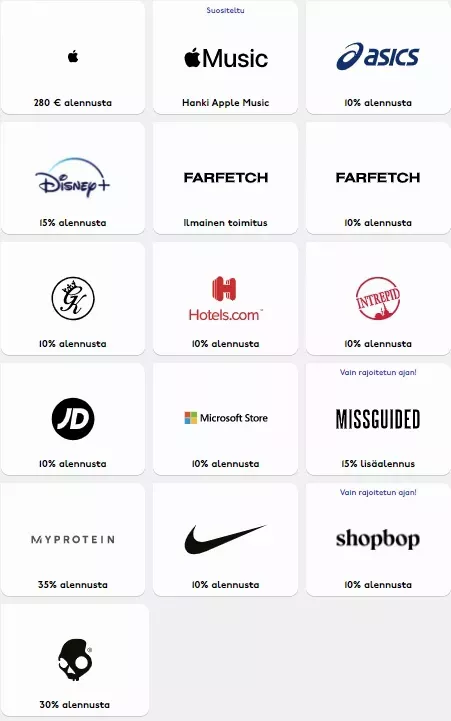 Suositeltu
Music
asics
280 € alennusta
Hanki Apple Music
10% alennusta
Disney+
FARFETCH
FARFETCH
15% alennusta
Ilmainen toimitus
10% alennusta
GK
Hotels.com
INTREPID
10% alennusta
10% alennusta
10% alennusta
Vain rajoitetun ajan!
JD
Microsoft Store
MISSGUIDED
10% alennusta
10% alennusta
15% lisäalennus
Vain rajoitetun ajan!
MYPROTEIN
shopbop
35% alennusta
10% alennusta
10% alennusta
®
30% alennusta